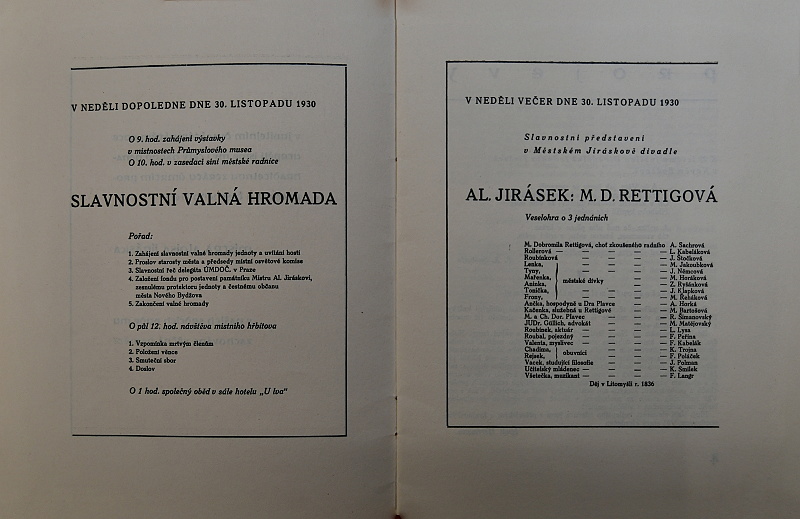 V NEDĚLI DOPOLEDNE DNE 30. LISTOPADU 1930
O 9. hod. zahájení výstavky
v místnostech Průmyslového musea
O 10. hod. v zasedací síni městské radnice
SLAVNOSTNÍ VALNÁ HROMADA
Pořad:
1. Zahájení slavnostní valné hromady jednoty a uvítání hostí
2. Proslov starosty města a předsedy místní osvětové komise
3. Slavnostní řeč delegáta ÚMDOČ. v Praze
4. Založení fondu pro postavení památníku Mistru Al. Jiráskovi,
zesnulému protektoru jednoty a čestnému občanu
města Nového Bydžova
5. Zakončení valné hromady
O půl 12. hod. návštěva místního hřbitova
1. Vzpomínka mrtvým členům
2. Položení věnce
3. Smuteční sbor
4. Doslov
O 1 hod. společný oběd v sále hotelu „U lva“
V NEDĚLI VEČER DNE 30. LISTOPADU 1930
Slavnostní představení
v Městském Jiráskově divadle
AL. JIRÁSEK: M. D. RETTIGOVÁ
Veselohra o 3 jednáních
M. Dobromila Rettigová, choť zkoušeného radního A. Sachrová
Rollerová — — — — L. Kabeláková
Roubínková — — — — J. Štočková
Lenka, — — — M. Jakoubková
Tyny, — — — J. Němcová
Mařenka, — — — M. Horáková
Aninka, městské dívky — — — Z. Ryšánková
Tonička, — — — J. Klapková
Frony, — — — M. Řeháková
Ančka, hospodyně u Dra Plavce — — A. Horká
Kačenka, služebná u Rettigové — — M. Bartošová
M. a Ch. Dor. Plavec — — — R. Šimanovský
JUDr. Güllich, advokát — — — M. Matějovský
Roubínek, aktuár — — — — L. Lysa
Roubal, pojezdný — — — — F. Peřina
Valenta, myslivec — — — — F. Kabelák
Chadima, — — — K. Trojna
Rejsek, obuvníci — — — F. Poláček
Vacek, studující filosofie — — — J. Polman
Učitelský mládenec — — — — K. Smíšek
Všetečka, muzikant — — — — F. Langr
Děj v Litomyšli r. 1836